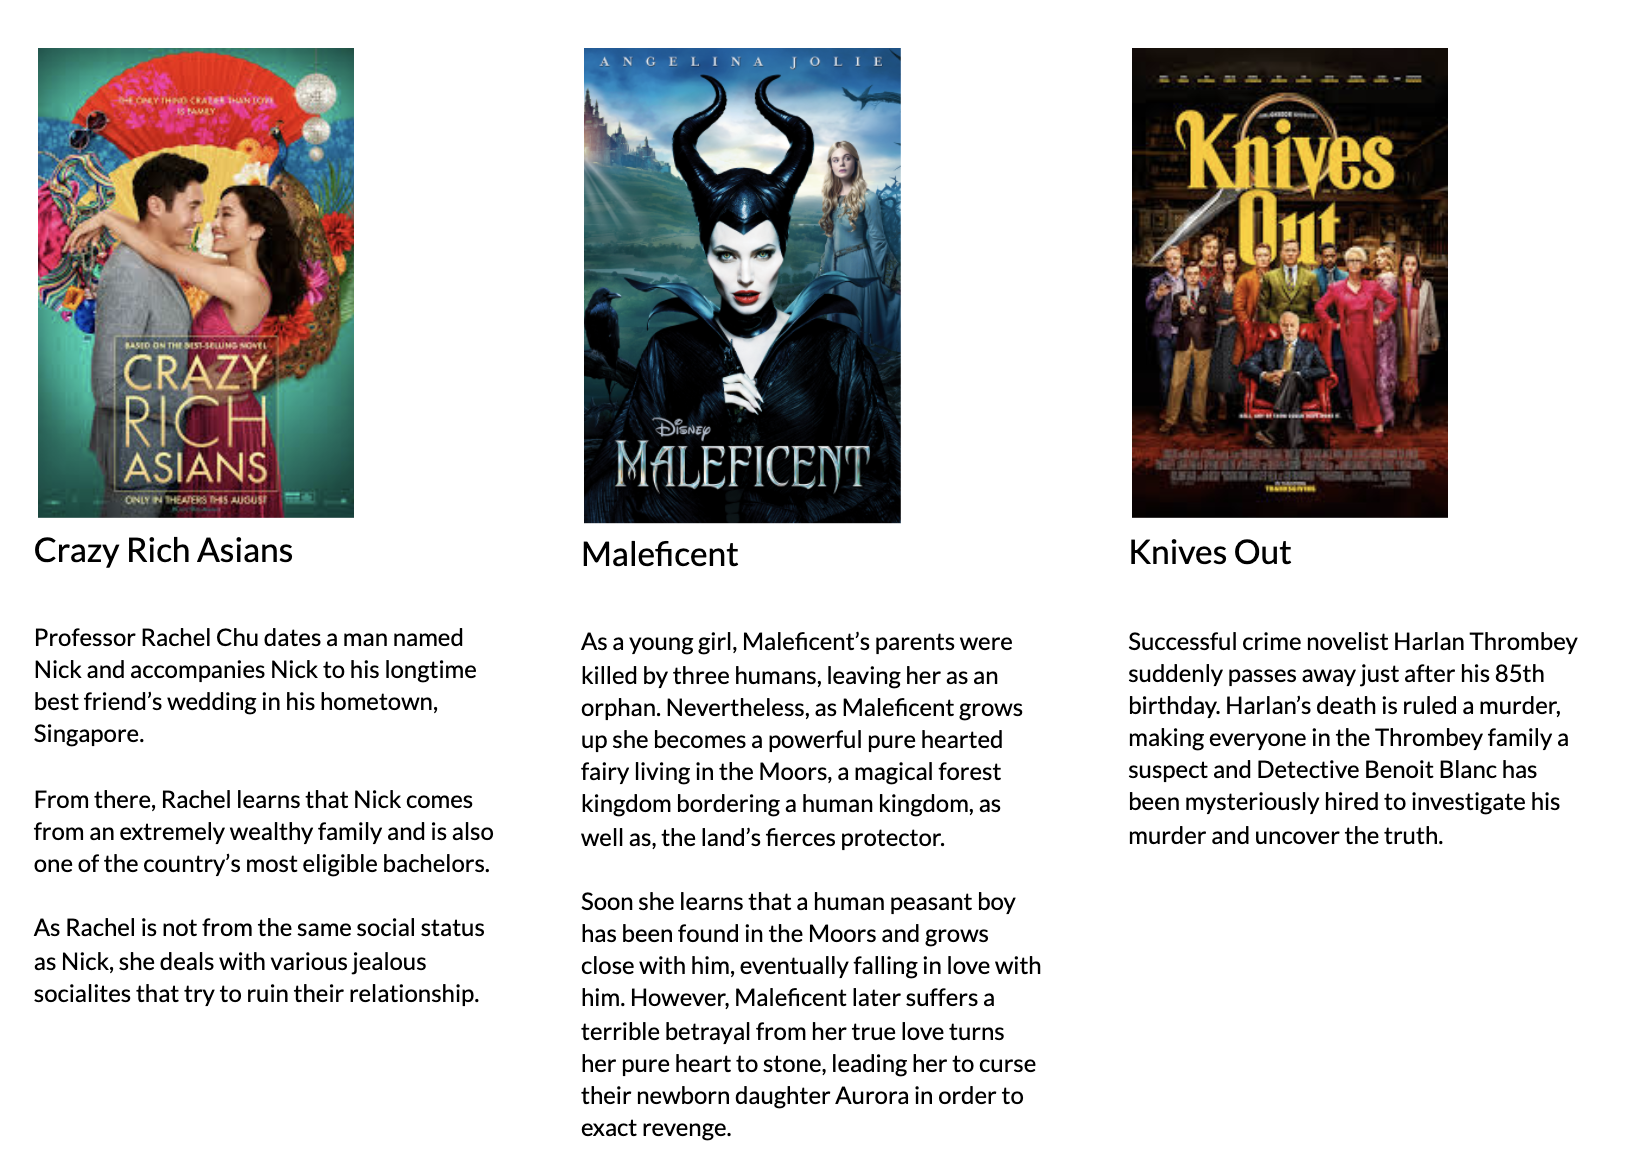 THE ONLY THING CRAZIER THAN LOVE
IS FAMILY
BASED ON THE BEST-SELLING NOVEL
CRAZY
RICH
ASIANS
ONLY IN THEATERS THIS AUGUST
Crazy Rich Asians
Professor Rachel Chu dates a man named
Nick and accompanies Nick to his longtime
best friend’s wedding in his hometown,
Singapore.
From there, Rachel learns that Nick comes
from an extremely wealthy family and is also
one of the country’s most eligible bachelors.
As Rachel is not from the same social status
as Nick, she deals with various jealous
socialites that try to ruin their relationship.
ANGELINA JOLIE
Disney
MALEFICENT
Maleficent
As a young girl, Maleficent’s parents were
killed by three humans, leaving her as an
orphan. Nevertheless, as Maleficent grows
up she becomes a powerful pure hearted
fairy living in the Moors, a magical forest
kingdom bordering a human kingdom, as
well as, the land’s fierces protector.
Soon she learns that a human peasant boy
has been found in the Moors and grows
close with him, eventually falling in love with
him. However, Maleficent later suffers a
terrible betrayal from her true love turns
her pure heart to stone, leading her to curse
their newborn daughter Aurora in order to
exact revenge.
Knives
Out
THANKSGIVING
Knives Out
Successful crime novelist Harlan Thrombey
suddenly passes away just after his 85th
birthday. Harlan’s death is ruled a murder,
making everyone in the Thrombey family a
suspect and Detective Benoit Blanc has
been mysteriously hired to investigate his
murder and uncover the truth.